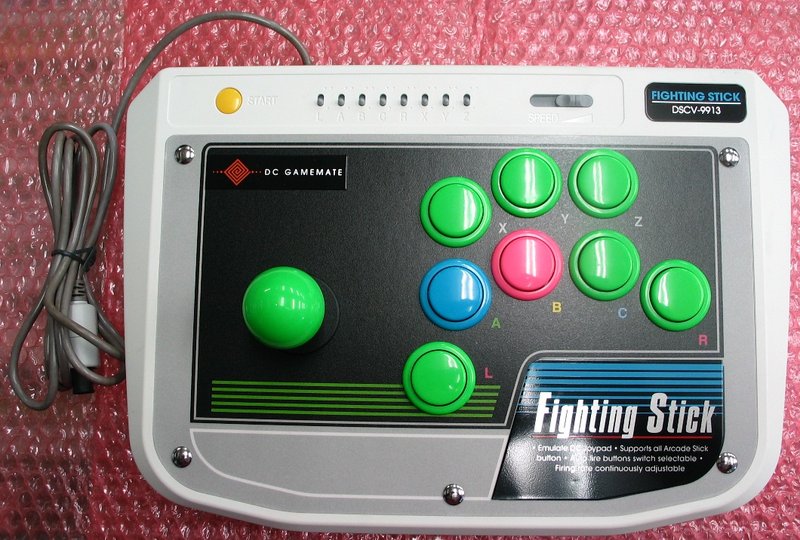 START
L A B C R X Y Z
SPEED
FIGHTING STICK
DSCV-9913
DC GAMEMATE
X
Y
Z
A
B
C
R
L
Fighting Stick
• Emulate DC Joypad • Supports all Arcade Stick
button • Auto fire buttons switch selectable •
Firing rate continuously adjustable